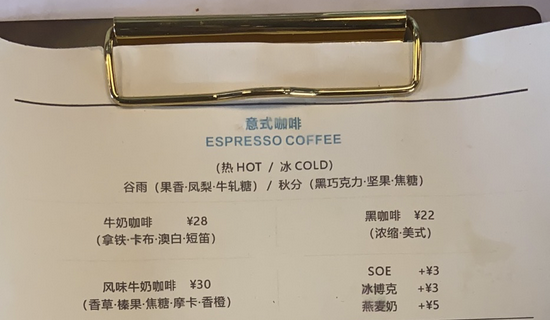 意式咖啡
ESPRESSO COFFEE
(热 HOT / 冰 COLD)
谷雨（果香·凤梨·牛轧糖）/ 秋分（黑巧克力·坚果·焦糖）
牛奶咖啡 ¥28
（拿铁·卡布·澳白·短笛）
黑咖啡 ¥22
（浓缩·美式）
风味牛奶咖啡 ¥30
（香草·榛果·焦糖·摩卡·香橙）
SOE +¥3
冰博克 +¥3
燕麦奶 +¥5